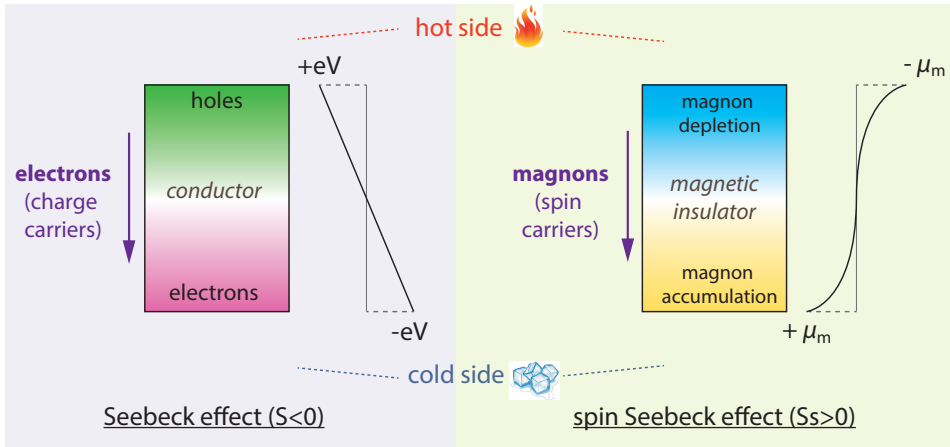 hot side
+eV
holes
electrons
(charge
carriers)
conductor
electrons
-eV
- μm
magnon
depletion
magnons
(spin
carriers)
magnetic
insulator
magnon
accumulation
+ μm
cold side
Seebeck effect (S<0)
spin Seebeck effect (Ss>0)